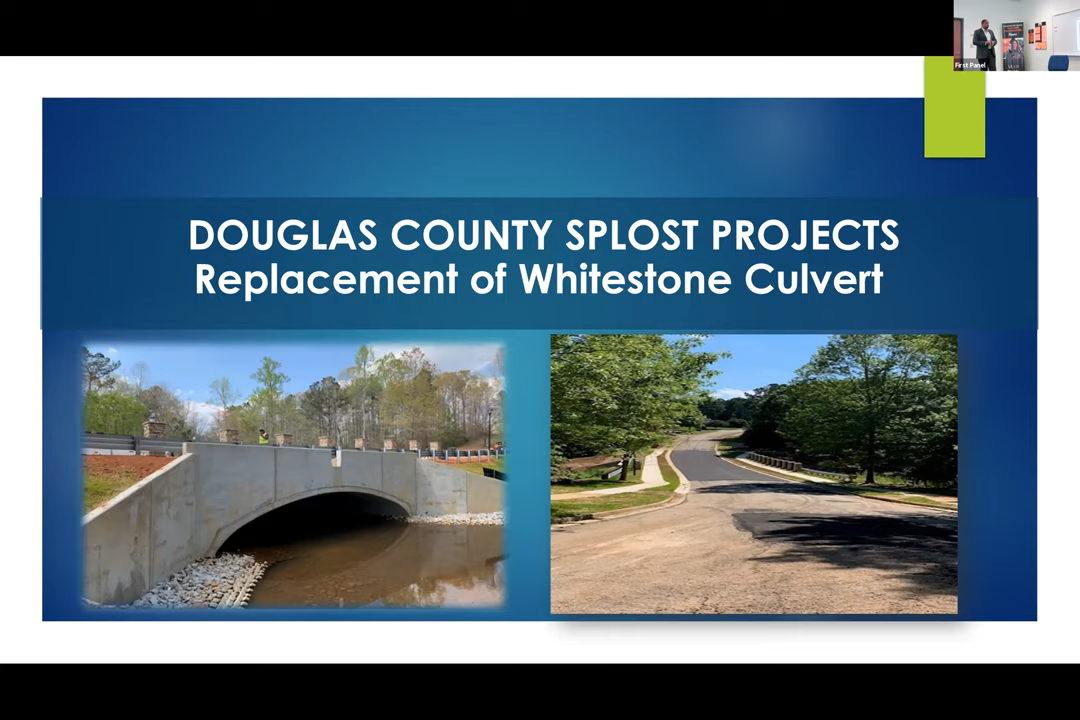 First Panel
DOUGLAS COUNTY SPLOST PROJECTS
Replacement of Whitestone Culvert